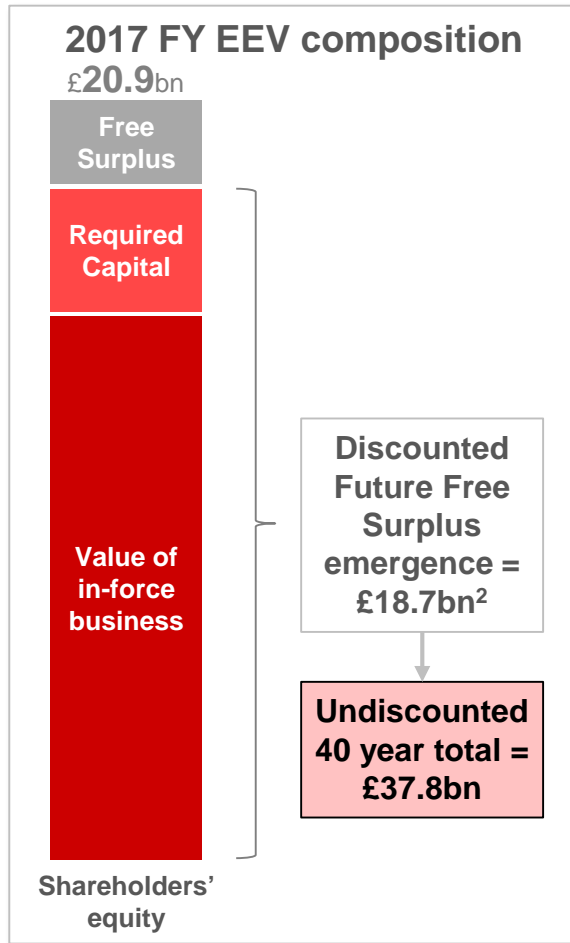 2017 FY EEV composition
£20.9bn
Free
Surplus
Required
Capital
Value of
in-force
business
Discounted
Future Free
Surplus
emergence =
£18.7bn²
Undiscounted
40 year total =
£37.8bn
Shareholders’
equity